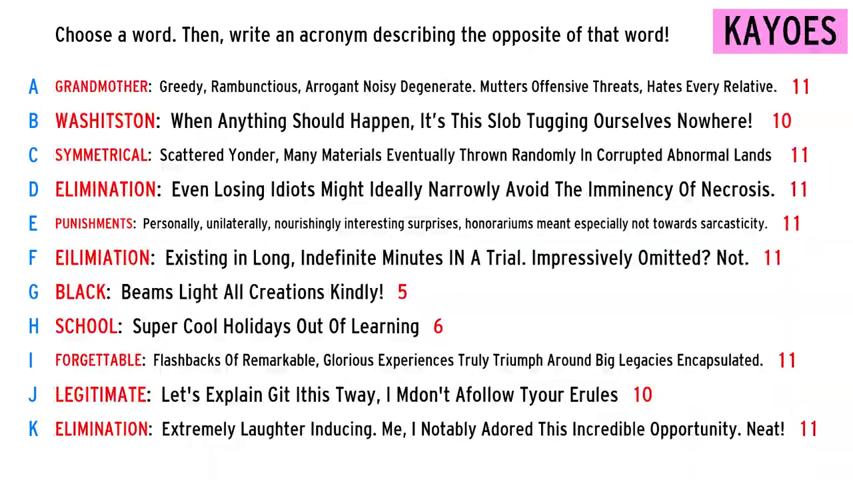 Choose a word. Then, write an acronym describing the opposite of that word!
KAYOES
A GRANDMOTHER: Greedy, Rambunctious, Arrogant Noisy Degenerate. Mutters Offensive Threats, Hates Every Relative. 11
B WASHITSTON: When Anything Should Happen, It's This Slob Tugging Ourselves Nowhere! 10
C SYMMETRICAL: Scattered Yonder, Many Materials Eventually Thrown Randomly In Corrupted Abnormal Lands 11
D ELIMINATION: Even Losing Idiots Might Ideally Narrowly Avoid The Imminency Of Necrosis. 11
E PUNISHMENTS: Personally, unilaterally, nourishingly interesting surprises, honorariums meant especially not towards sarcasticity. 11
F EILIMIATION: Existing in Long, Indefinite Minutes IN A Trial. Impressively Omitted? Not. 11
G BLACK: Beams Light All Creations Kindly! 5
H SCHOOL: Super Cool Holidays Out Of Learning 6
I FORGETTABLE: Flashbacks Of Remarkable, Glorious Experiences Truly Triumph Around Big Legacies Encapsulated. 11
J LEGITIMATE: Let's Explain Git Ithis Tway, I Mdon't Afollow Tyour Erules 10
K ELIMINATION: Extremely Laughter Inducing. Me, I Notably Adored This Incredible Opportunity. Neat! 11